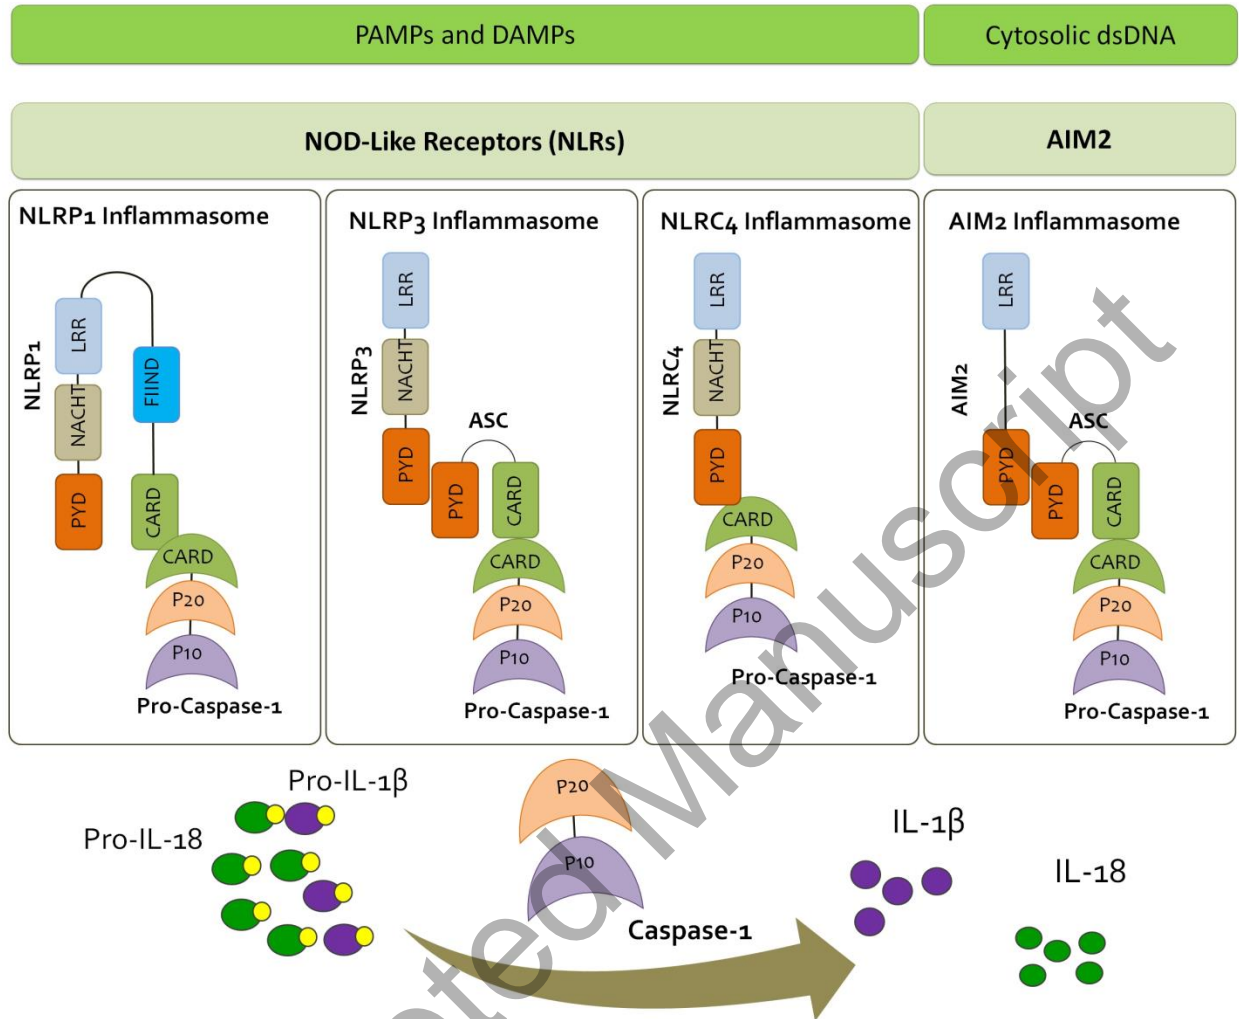 PAMPs and DAMPs
Cytosolic dsDNA
NOD-Like Receptors (NLRs)
AIM2
NLRP1 Inflammasome
NLRP1
LRR
NACHT
PYD
FIIND
CARD
CARD
P20
P10
Pro-Caspase-1
NLRP3 Inflammasome
NLRP3
LRR
NACHT
PYD
ASC
PYD
CARD
CARD
P20
P10
Pro-Caspase-1
NLRC4 Inflammasome
NLRC4
LRR
NACHT
PYD
CARD
P20
P10
Pro-Caspase-1
AIM2 Inflammasome
AIM2
LRR
PYD
ASC
PYD
CARD
CARD
P20
P10
Pro-Caspase-1
Pro-IL-1β
Pro-IL-18
P20
P10
Caspase-1
IL-1β
IL-18
Manuscript